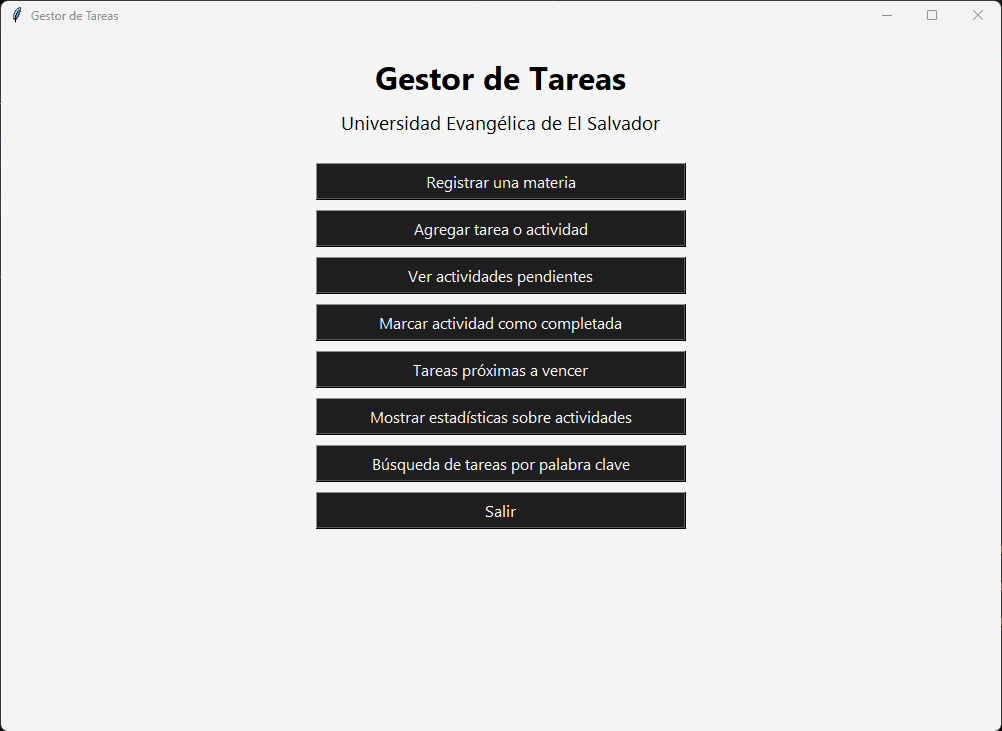 Gestor de Tareas
Gestor de Tareas
Universidad Evangélica de El Salvador
Registrar una materia
Agregar tarea o actividad
Ver actividades pendientes
Marcar actividad como completada
Tareas próximas a vencer
Mostrar estadísticas sobre actividades
Búsqueda de tareas por palabra clave
Salir